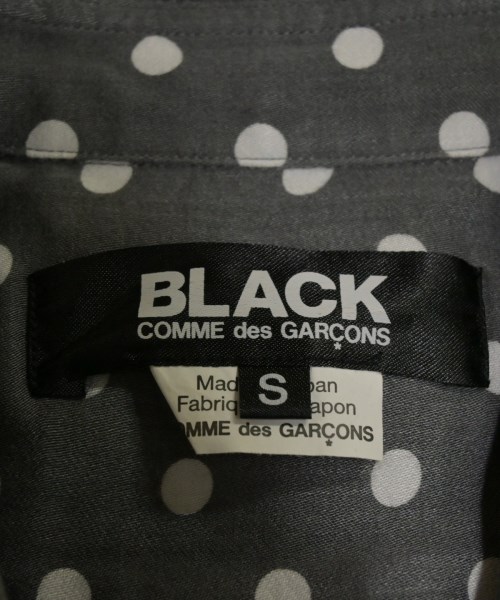 BLACK
COMME des GARÇONS
S
Mad pan
Fabriq apon
OMME des GARÇONS